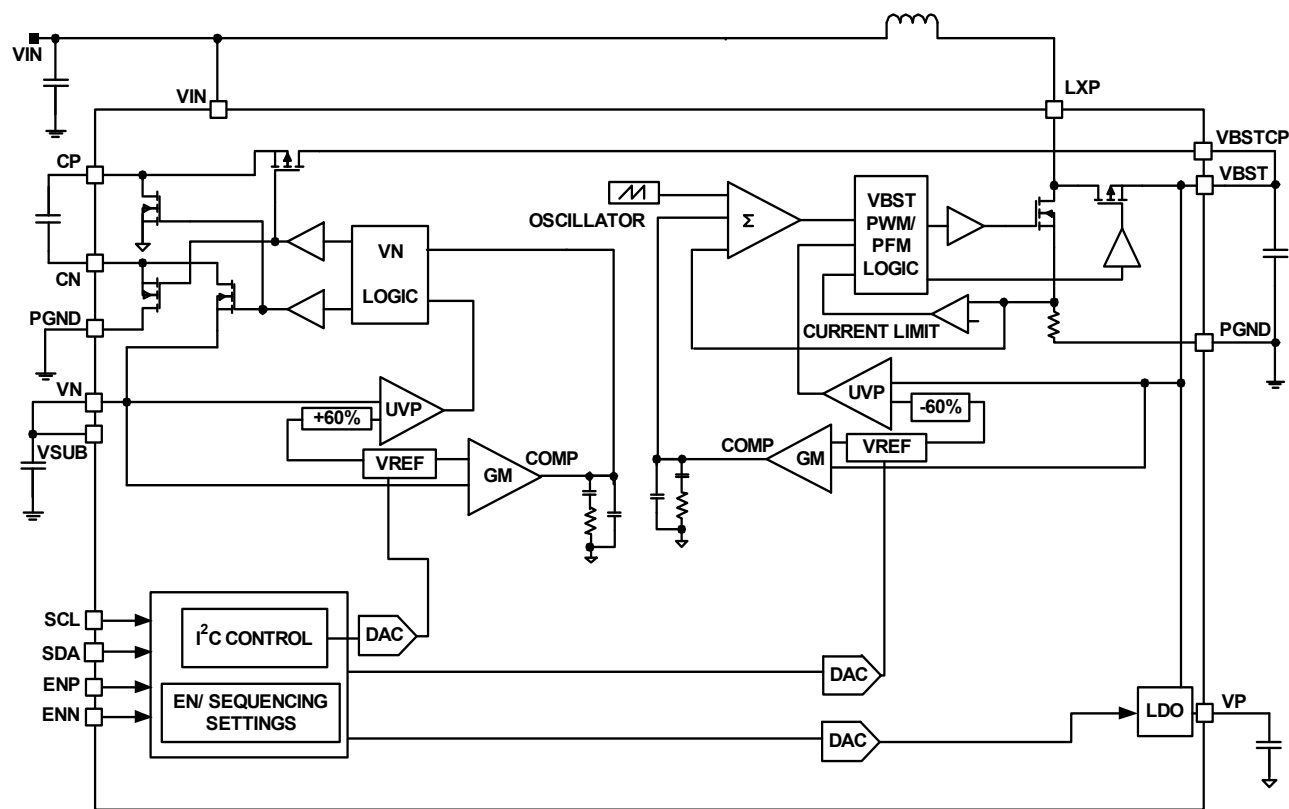 VIN
VIN
LXP
CP
VBSTCP
VBST
OSCILLATOR
Σ
VBST
PWM/
PFM
LOGIC
VN
LOGIC
CN
PGND
CURRENT LIMIT
PGND
VN
UVP
+60%
UVP
-60%
VSUB
VREF
GM
COMP
COMP
GM
VREF
SCL
SDA
ENP
ENN
I²C CONTROL
DAC
EN/ SEQUENCING
SETTINGS
DAC
DAC
LDO
VP